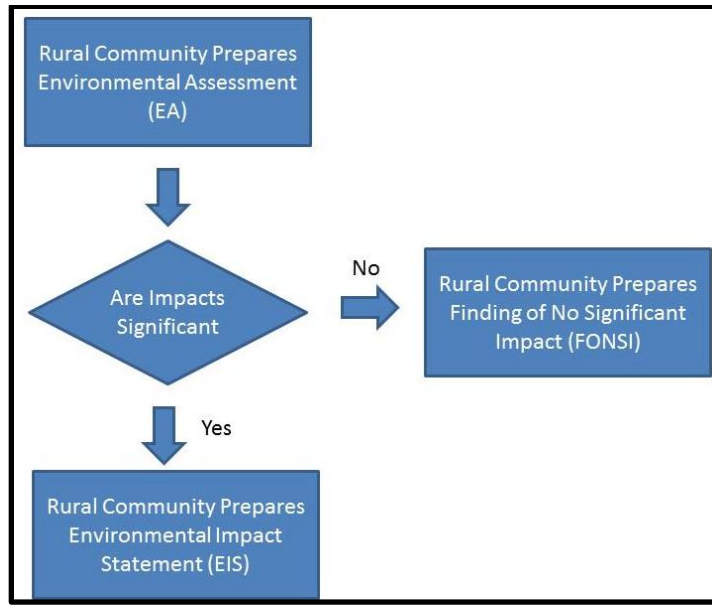 Rural Community Prepares
Environmental Assessment
(EA)
Are Impacts
Significant
No
Rural Community Prepares
Finding of No Significant
Impact (FONSI)
Yes
Rural Community Prepares
Environmental Impact
Statement (EIS)